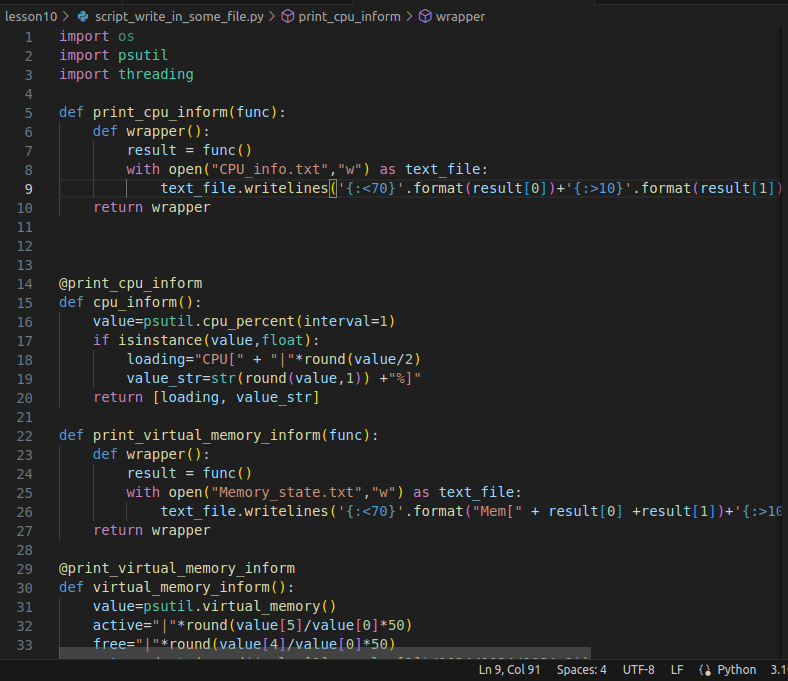 lesson10 > script_write_in_some_file.py > print_cpu_inform > wrapper
1 import os
2 import psutil
3 import threading
4
5 def print_cpu_inform(func):
6     def wrapper():
7         result = func()
8         with open("CPU_info.txt","w") as text_file:
9             text_file.writelines('{:<70}'.format(result[0])+'{:>10}'.format(result[1])
10     return wrapper
11
12
13
14 @print_cpu_inform
15 def cpu_inform():
16     value=psutil.cpu_percent(interval=1)
17     if isinstance(value,float):
18         loading="CPU[" + "|"*round(value/2)
19         value_str=str(round(value,1)) +"%]"
20     return [loading, value_str]
21
22 def print_virtual_memory_inform(func):
23     def wrapper():
24         result = func()
25         with open("Memory_state.txt","w") as text_file:
26             text_file.writelines('{:<70}'.format("Mem[" + result[0] +result[1])+'{:>10
27     return wrapper
28
29 @print_virtual_memory_inform
30 def virtual_memory_inform():
31     value=psutil.virtual_memory()
32     active="|"*round(value[5]/value[0]*50)
33     free="|"*round(value[4]/value[0]*50)
Ln 9, Col 91 Spaces: 4 UTF-8 LF Python 3.1